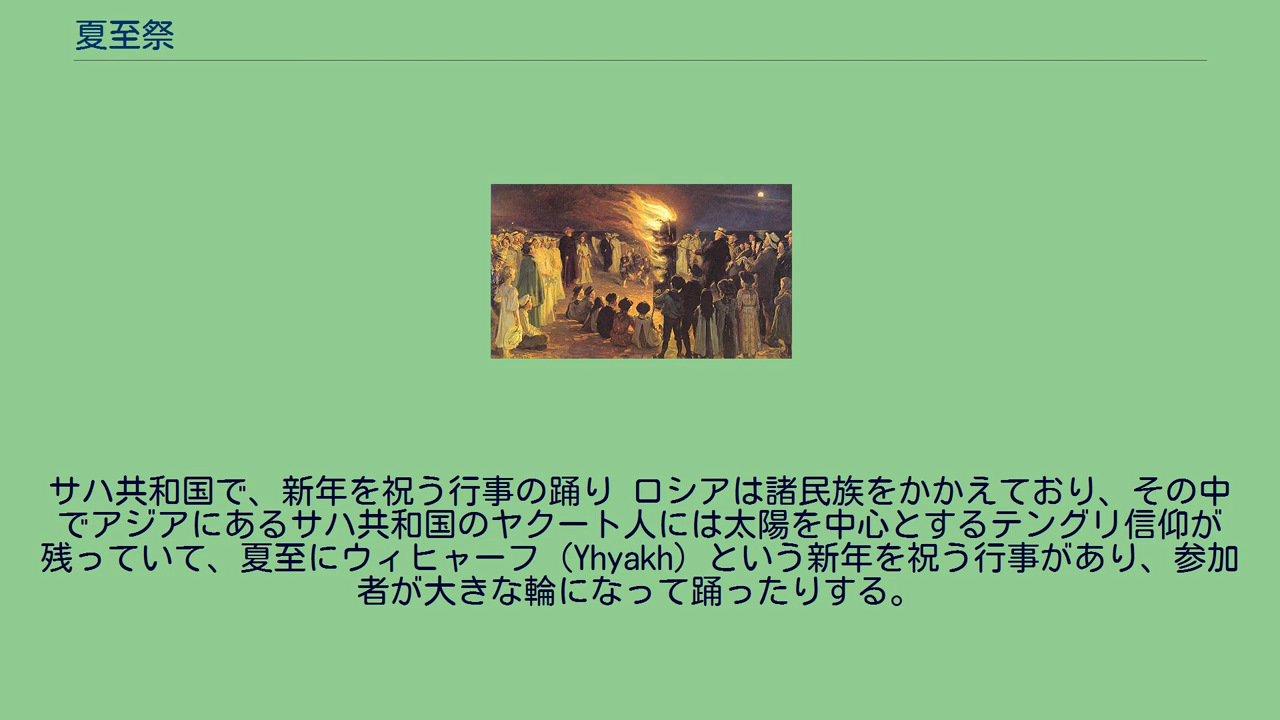 夏至祭
サハ共和国で、新年を祝う行事の踊り ロシアは諸民族をかかえており、その中
でアジアにあるサハ共和国のヤクート人には太陽を中心とするテングリ信仰が
残っていて、夏至にウィヒャーフ（Yhyakh）という新年を祝う行事があり、参加
者が大きな輪になって踊ったりする。